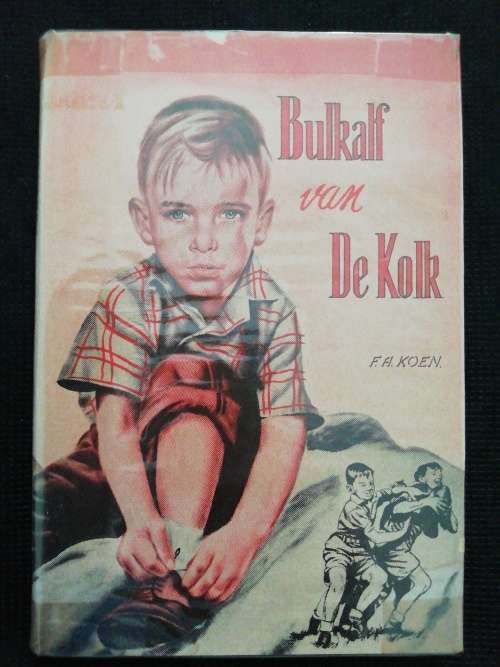 Bulkalf
van
De Kolk
F.A. KOEN.